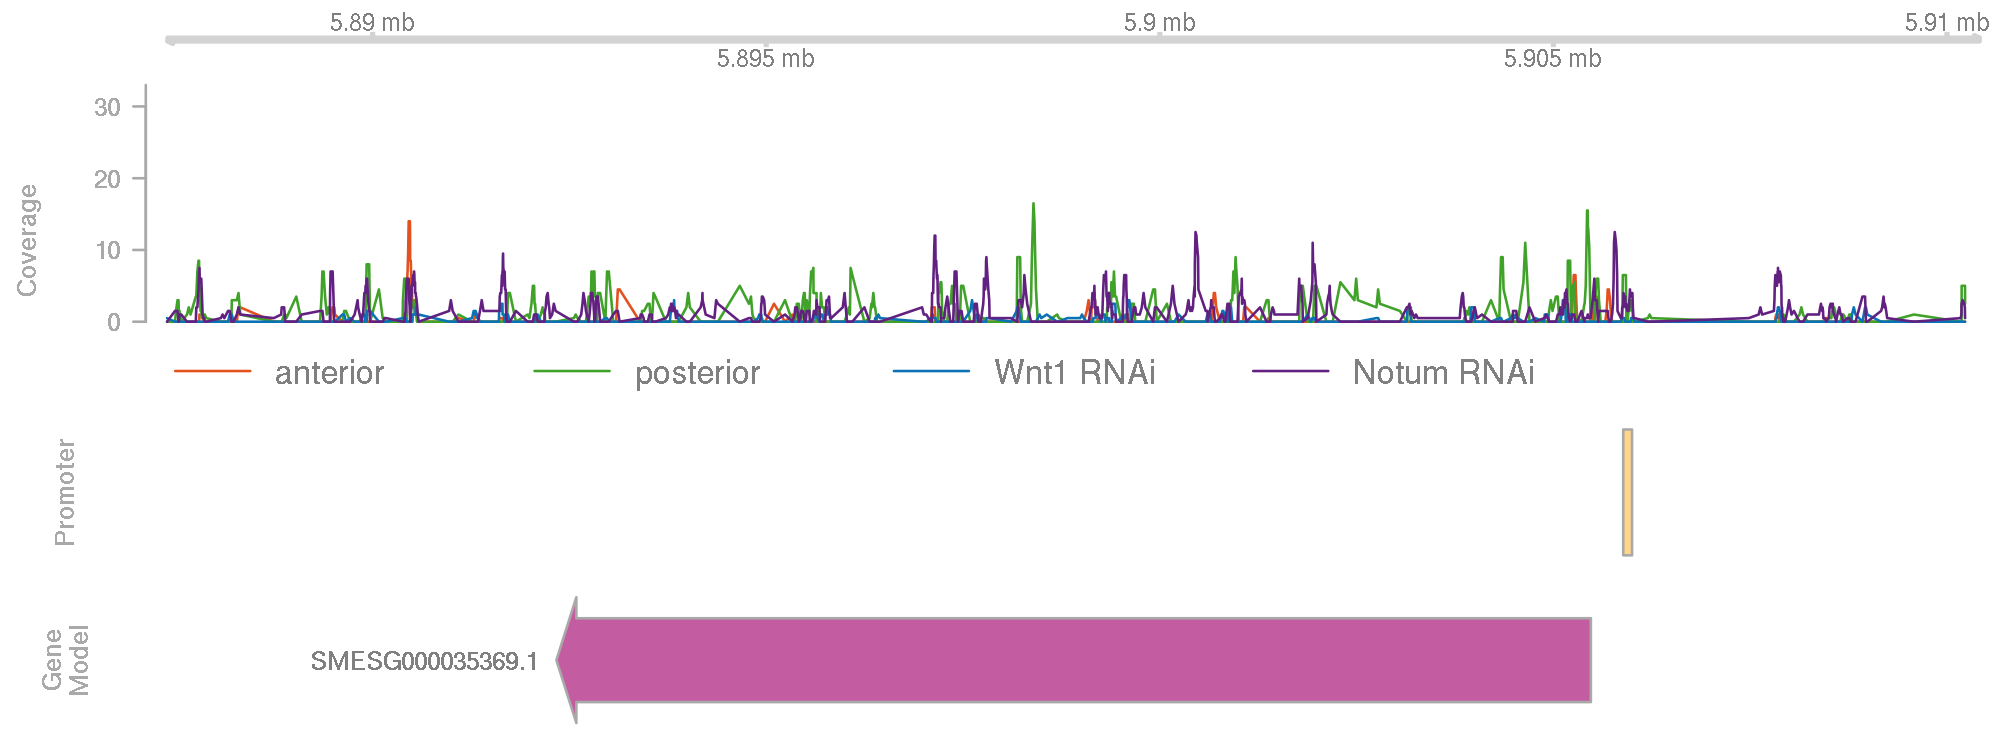 5.89 mb
5.9 mb
5.91 mb
5.895 mb
5.905 mb
Coverage
30
20
10
0
anterior
posterior
Wnt1 RNAi
Notum RNAi
Promoter
Gene
Model
SMESG000035369.1